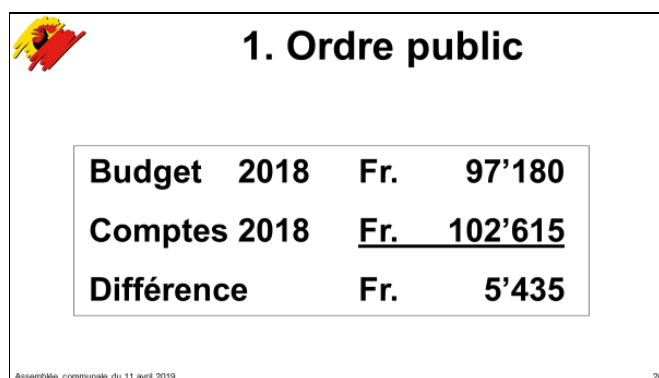 1. Ordre public
Budget 2018 Fr. 97’180
Comptes 2018 Fr. 102’615
Différence Fr. 5’435
Assemblée communale du 11 avril 2019